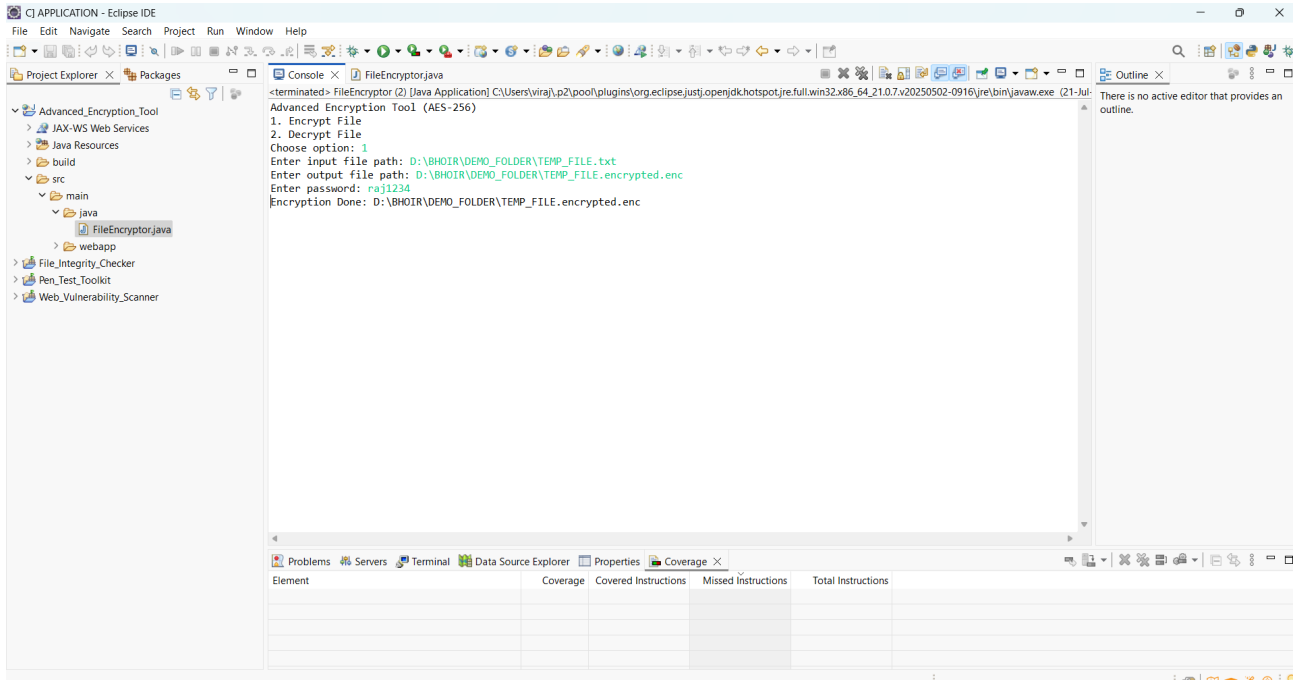 C] APPLICATION - Eclipse IDE
File Edit Navigate Search Project Run Window Help
Project Explorer Packages
Advanced_Encryption_Tool
JAX-WS Web Services
Java Resources
build
src
main
java
FileEncryptor.java
webapp
File_Integrity_Checker
Pen_Test_Toolkit
Web_Vulnerability_Scanner
Console FileEncryptor.java
<terminated> FileEncryptor (2) [Java Application] C:\Users\viraj\.p2\pool\plugins\org.eclipse.justj.openjdk.hotspot.jre.full.win32.x86_64_21.0.7.v20250502-0916\jre\bin\javaw.exe (21-Jul-
Advanced Encryption Tool (AES-256)
1. Encrypt File
2. Decrypt File
Choose option: 1
Enter input file path: D:\BHOIR\DEMO_FOLDER\TEMP_FILE.txt
Enter output file path: D:\BHOIR\DEMO_FOLDER\TEMP_FILE.encrypted.enc
Enter password: raj1234
Encryption Done: D:\BHOIR\DEMO_FOLDER\TEMP_FILE.encrypted.enc
Outline
There is no active editor that provides an
outline.
Problems Servers Terminal Data Source Explorer Properties Coverage
Element Coverage Covered Instructions Missed Instructions Total Instructions